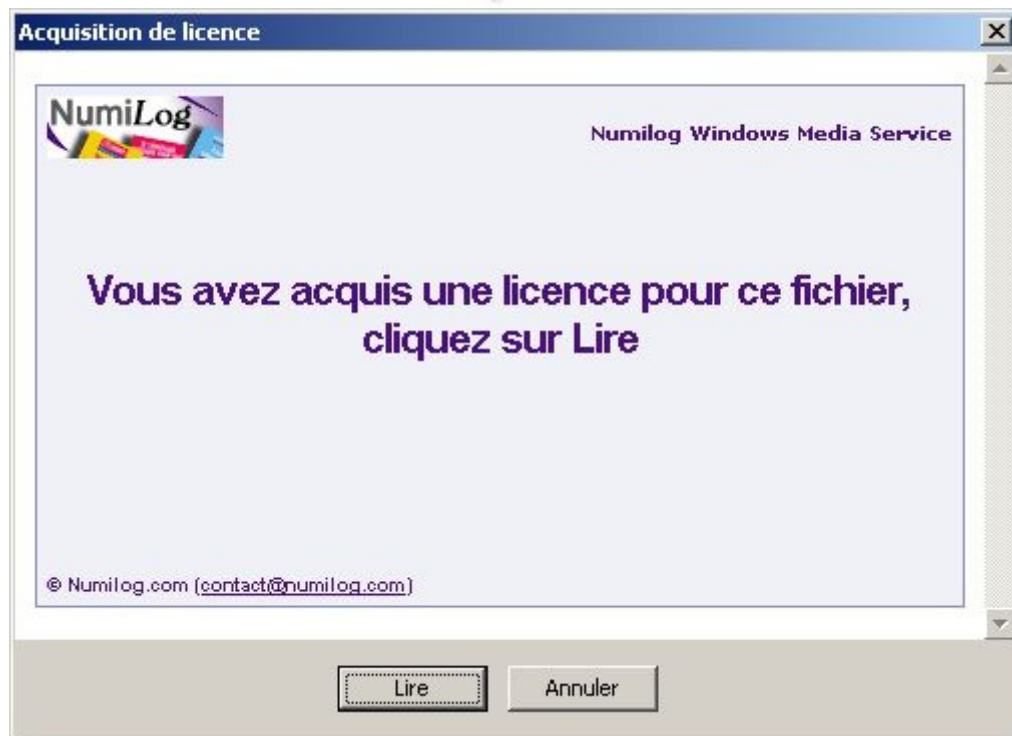 Acquisition de licence
NumiLog
Numilog Windows Media Service
Vous avez acquis une licence pour ce fichier,
cliquez sur Lire
© Numilog.com (contact@numilog.com)
Lire
Annuler